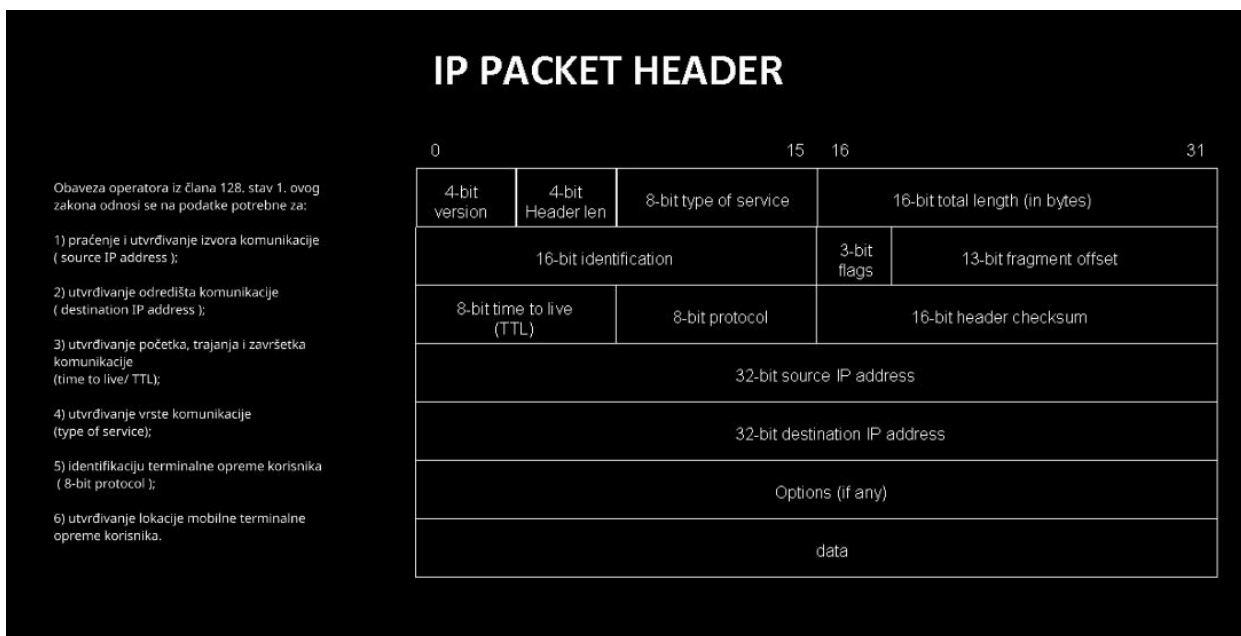 IP PACKET HEADER
Obaveza operatora iz člana 128. stav 1. ovog
zakona odnosi se na podatke potrebne za:
1) praćenje i utvrđivanje izvora komunikacije
( source IP address );
2) utvrđivanje odredišta komunikacije
( destination IP address );
3) utvrđivanje početka, trajanja i završetka
komunikacije
(time to live/ TTL);
4) utvrđivanje vrste komunikacije
(type of service);
5) identifikaciju terminalne opreme korisnika
( 8-bit protocol );
6) utvrđivanje lokacije mobilne terminalne
opreme korisnika.
0 15 16 31
4-bit
version
4-bit
Header len
8-bit type of service
16-bit total length (in bytes)
16-bit identification
3-bit
flags
13-bit fragment offset
8-bit time to live
(TTL)
8-bit protocol
16-bit header checksum
32-bit source IP address
32-bit destination IP address
Options (if any)
data